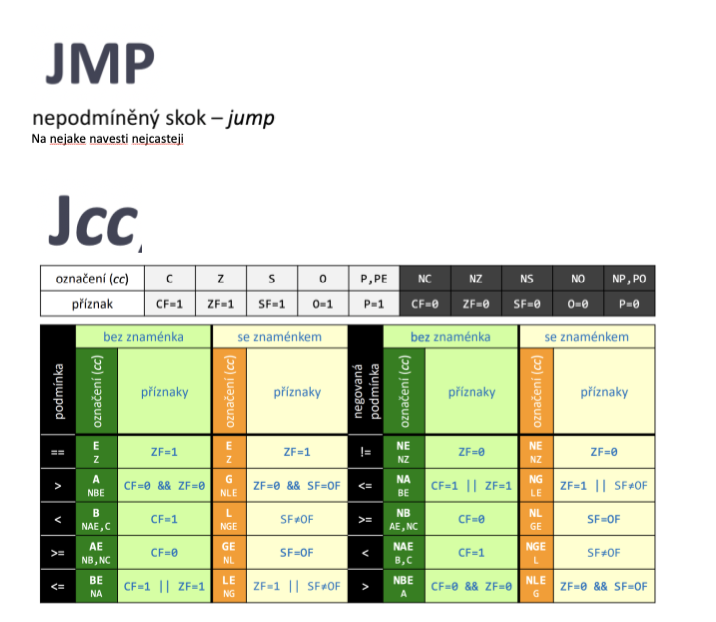 JMP
nepodmíněný skok – jump
Na nejake navesti nejcasteji
Jcc,
označení (cc) C Z S O P,PE NC NZ NS NO NP,PO
příznak CF=1 ZF=1 SF=1 O=1 P=1 CF=0 ZF=0 SF=0 O=0 P=0
bez znaménka se znaménkem bez znaménka se znaménkem
podmínka označení (cc) příznaky označení (cc) příznaky negovaná podmínka označení (cc) příznaky označení (cc) příznaky
== E Z ZF=1 E Z ZF=1 != NE NZ ZF=0 NE NZ ZF=0
> A NBE CF=0 && ZF=0 G NLE ZF=0 && SF=OF <= NA BE CF=1 || ZF=1 NG LE ZF=1 || SF≠OF
< B NAE,C CF=1 L NGE SF≠OF >= NB AE,NC CF=0 NL GE SF=OF
>= AE NB,NC CF=0 GE NL SF=OF < NAE B,C CF=1 NGE L SF≠OF
<= BE NA CF=1 || ZF=1 LE NG ZF=1 || SF≠OF > NBE A CF=0 && ZF=0 NLE G ZF=0 && SF=OF